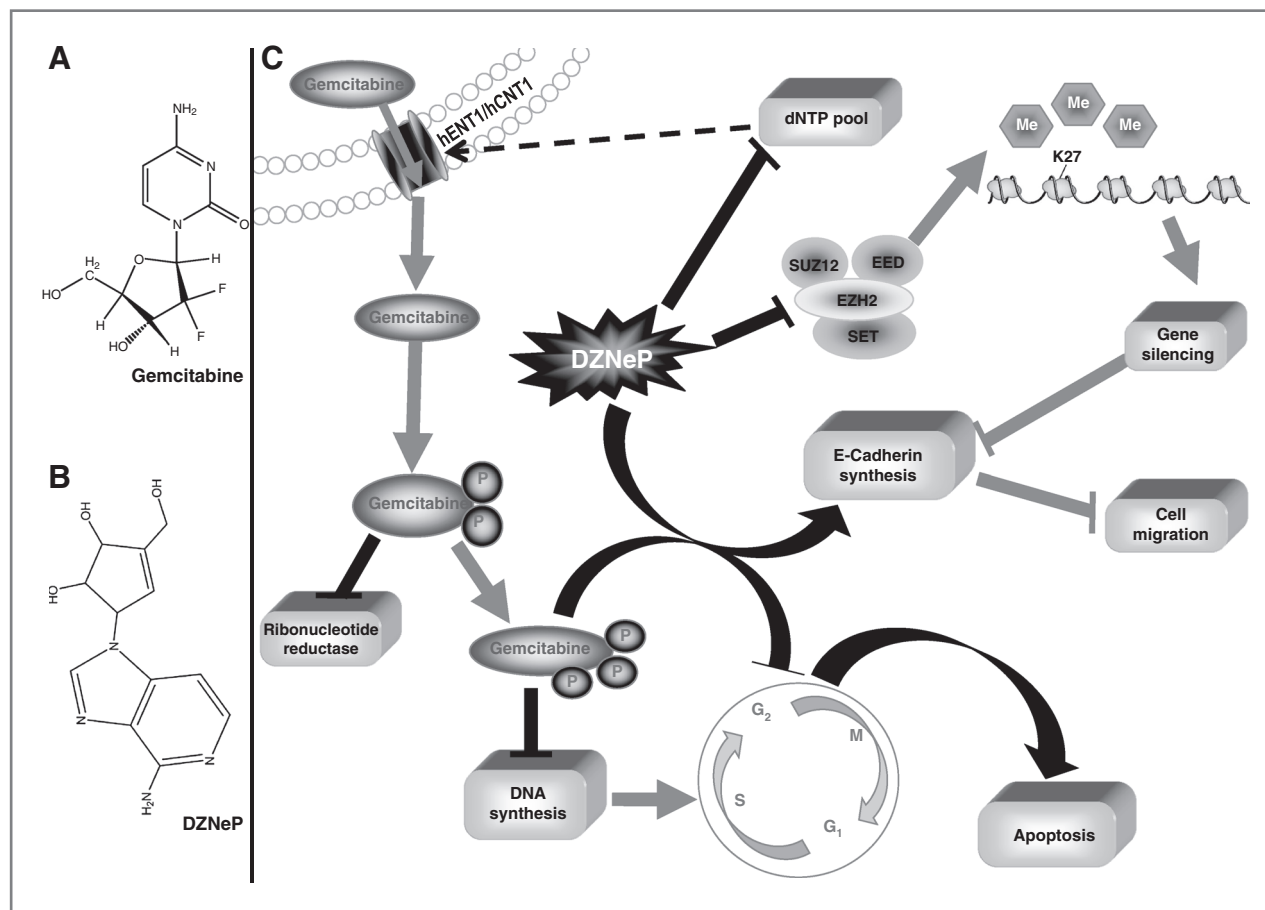 A
NH₂
N
N
O
O
H
H₂
C
HO
F
F
H
HO
H
Gemcitabine
B
OH
OH
HO
N
N
N
H₂N
DZNeP
C
Gemcitabine
hENT1/hCNT1
dNTP pool
Me
Me
Me
K27
Gemcitabine
SUZ12
EED
EZH2
SET
DZNeP
Gene
silencing
E-Cadherin
synthesis
Gemcitabine
P
P
Cell
migration
Ribonucleotide
reductase
Gemcitabine
P
P
P
G₂
M
S
G₁
DNA
synthesis
Apoptosis